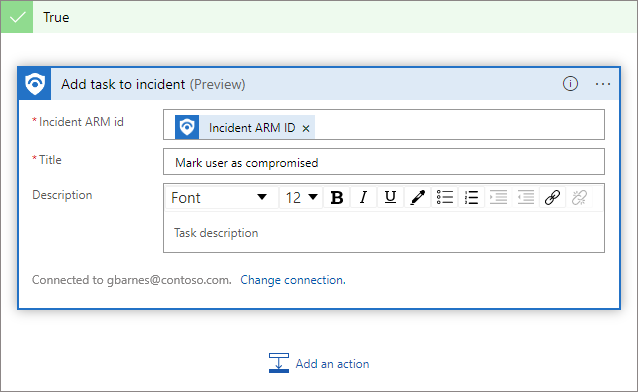 True
Add task to incident (Preview)
* Incident ARM id
Incident ARM ID ×
* Title
Mark user as compromised
Description
Font 12 B I U
Task description
Connected to gbarnes@contoso.com. Change connection.
Add an action